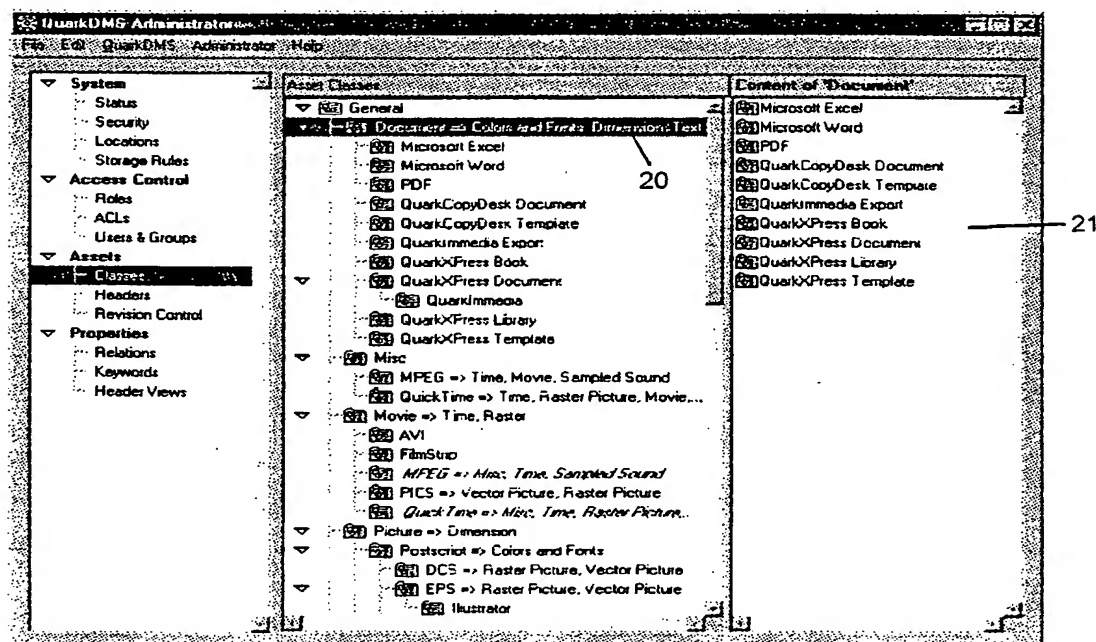 QuarkDMS Administrator
File Edit QuarkDMS Administrator Help
System
Status
Security
Locations
Storage Rules
Access Control
Roles
ACLs
Users & Groups
Assets
Classes
Headers
Revision Control
Properties
Relations
Keywords
Header Views
Asset Classes
General
Document => Colors and Fonts, Dimension, Text
Microsoft Excel
Microsoft Word
PDF
QuarkCopyDesk Document
QuarkCopyDesk Template
QuarkImmedia Export
QuarkXPress Book
QuarkXPress Document
QuarkImmedia
QuarkXPress Library
QuarkXPress Template
Misc
MPEG => Time, Movie, Sampled Sound
QuickTime => Time, Raster Picture, Movie,...
Movie => Time, Raster
AVI
FilmStrip
MPEG => Misc, Time, Sampled Sound
PICS => Vector Picture, Raster Picture
QuickTime => Misc, Time, Raster Picture...
Picture => Dimension
Postscript => Colors and Fonts
DCS => Raster Picture, Vector Picture
EPS => Raster Picture, Vector Picture
Illustrator
20
Content of "Document"
Microsoft Excel
Microsoft Word
PDF
QuarkCopyDesk Document
QuarkCopyDesk Template
QuarkImmedia Export
QuarkXPress Book
QuarkXPress Document
QuarkXPress Library
QuarkXPress Template
21